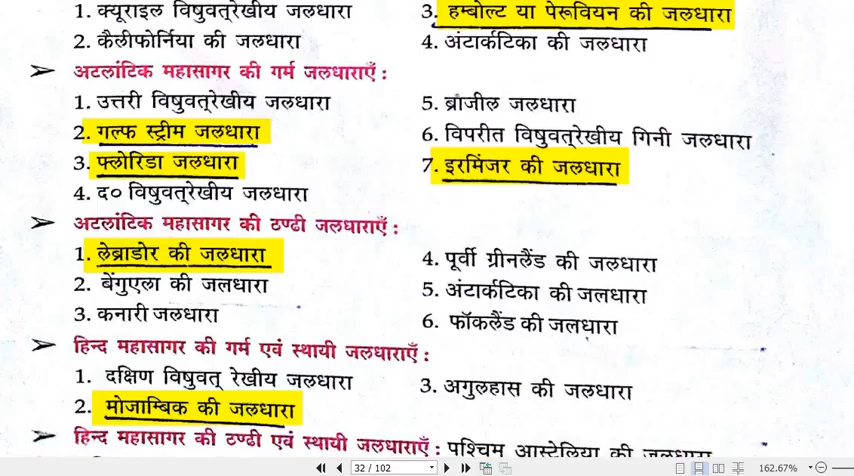 1. क्यूराइल विषुवत्‌रेखीय जलधारा
2. कैलीफोर्निया की जलधारा
3. हम्बोल्ट या पेरूवियन की जलधारा
4. अंटार्कटिका की जलधारा
➤ अटलांटिक महासागर की गर्म जलधाराएँ :
1. उत्तरी विषुवत्‌रेखीय जलधारा
2. गल्फ स्ट्रीम जलधारा
3. फ्लोरिडा जलधारा
4. द० विषुवत्‌रेखीय जलधारा
5. ब्राजील जलधारा
6. विपरीत विषुवत्‌रेखीय गिनी जलधारा
7. इरमिंजर की जलधारा
➤ अटलांटिक महासागर की ठण्ढी जलधाराएँ :
1. लेब्राडोर की जलधारा
2. बेंगुएला की जलधारा
3. कनारी जलधारा
4. पूर्वी ग्रीनलैंड की जलधारा
5. अंटार्कटिका की जलधारा
6. फॉकलैंड की जलधारा
➤ हिन्द महासागर की गर्म एवं स्थायी जलधाराएँ :
1. दक्षिण विषुवत् रेखीय जलधारा
2. मोजाम्बिक की जलधारा
3. अगुलहास की जलधारा
➤ हिन्द महासागर की ठण्ढी एवं स्थायी जलधाराएँ : पश्चिम आस्टेलिया की जलधारा
32 / 102
162.67%